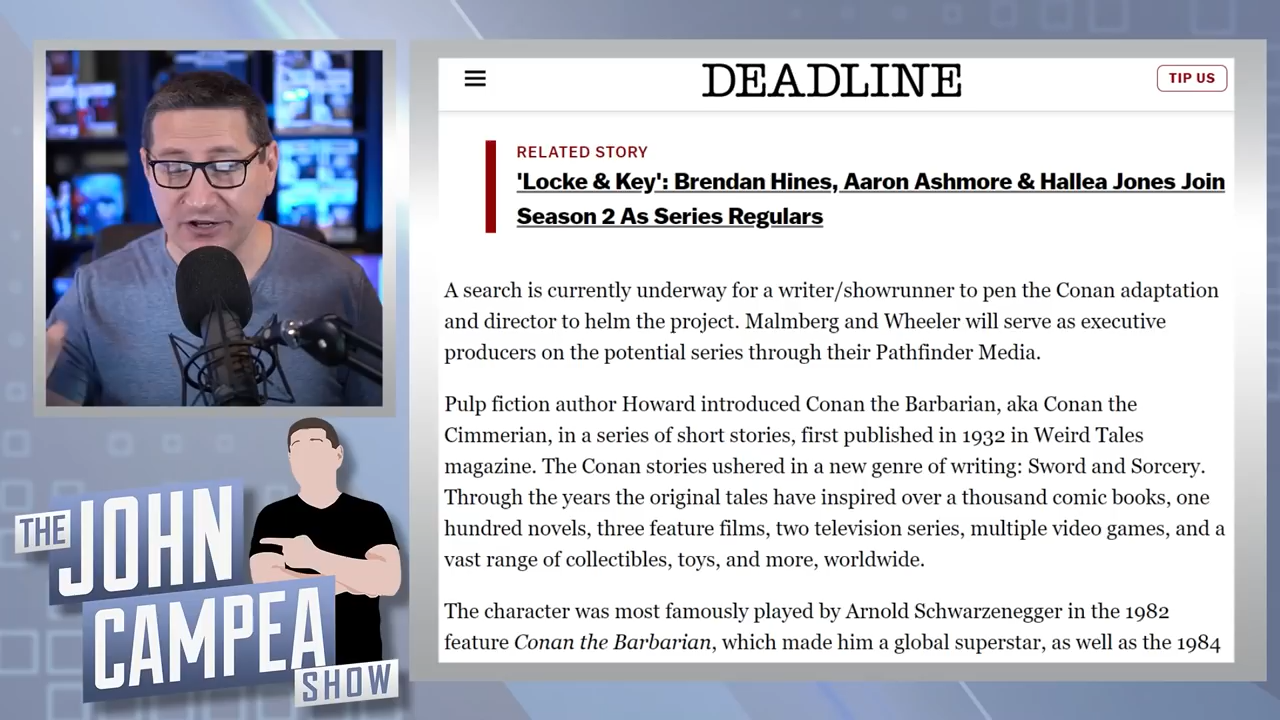 DEADLINE
TIP US
RELATED STORY
'Locke & Key': Brendan Hines, Aaron Ashmore & Hallea Jones Join
Season 2 As Series Regulars
A search is currently underway for a writer/showrunner to pen the Conan adaptation
and director to helm the project. Malmberg and Wheeler will serve as executive
producers on the potential series through their Pathfinder Media.
Pulp fiction author Howard introduced Conan the Barbarian, aka Conan the
Cimmerian, in a series of short stories, first published in 1932 in Weird Tales
magazine. The Conan stories ushered in a new genre of writing: Sword and Sorcery.
Through the years the original tales have inspired over a thousand comic books, one
hundred novels, three feature films, two television series, multiple video games, and a
vast range of collectibles, toys, and more, worldwide.
The character was most famously played by Arnold Schwarzenegger in the 1982
feature Conan the Barbarian, which made him a global superstar, as well as the 1984
THE
JOHN
CAMPEA
SHOW